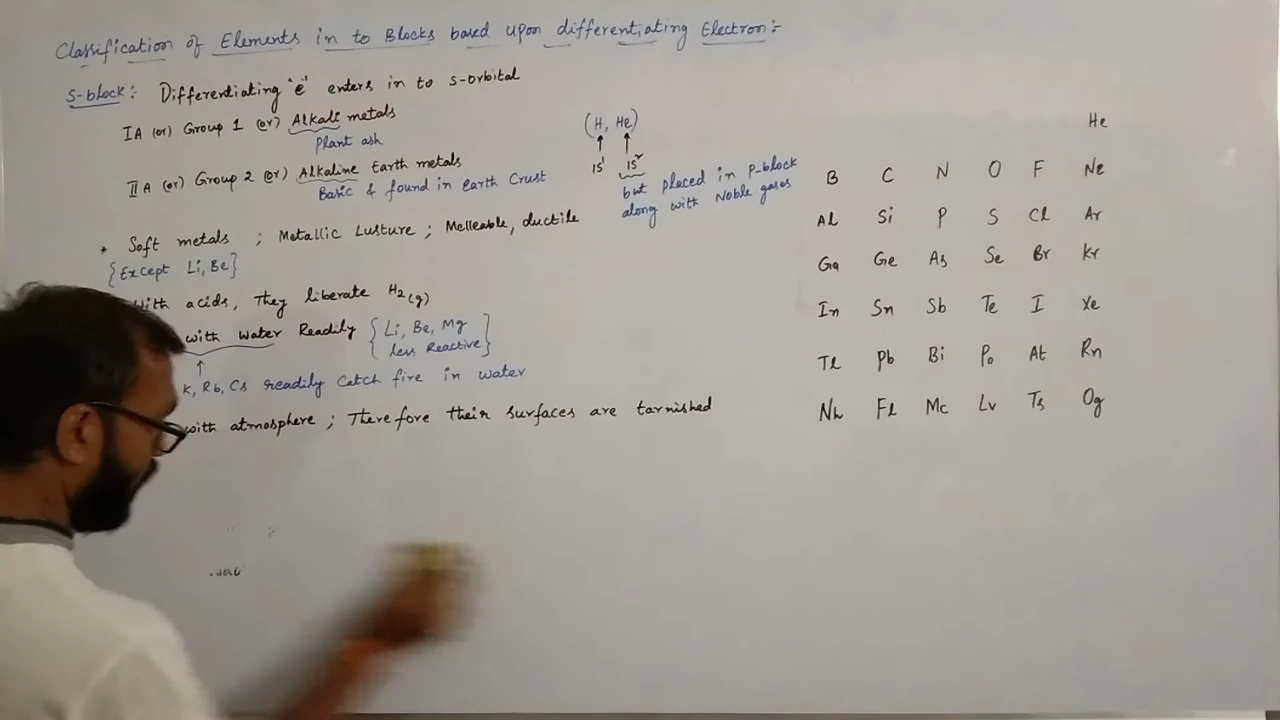 Classification of Elements in to Blocks based upon differentiating Electron:-
S-block: Differentiating 'e⁻' enters in to s-orbital
IA (or) Group 1 (or) Alkali metals
Plant ash
IIA (or) Group 2 (or) Alkaline Earth metals
Basic & found in earth Crust
(H, He)
1s¹ 1s²
but placed in P-block
along with Noble gases
* Soft metals ; Metallic Lusture ; Melleable, ductile
{Except Li, Be}
With acids, They liberate H₂(g)
with water Readily {Li, Be, Mg
less Reactive}
K, Rb, Cs readily Catch fire in water
with atmosphere ; Therefore their surfaces are tarnished
He
B C N O F Ne
Al Si P S Cl Ar
Ga Ge As Se Br Kr
In Sn Sb Te I Xe
Tl Pb Bi Po At Rn
Nh Fl Mc Lv Ts Og